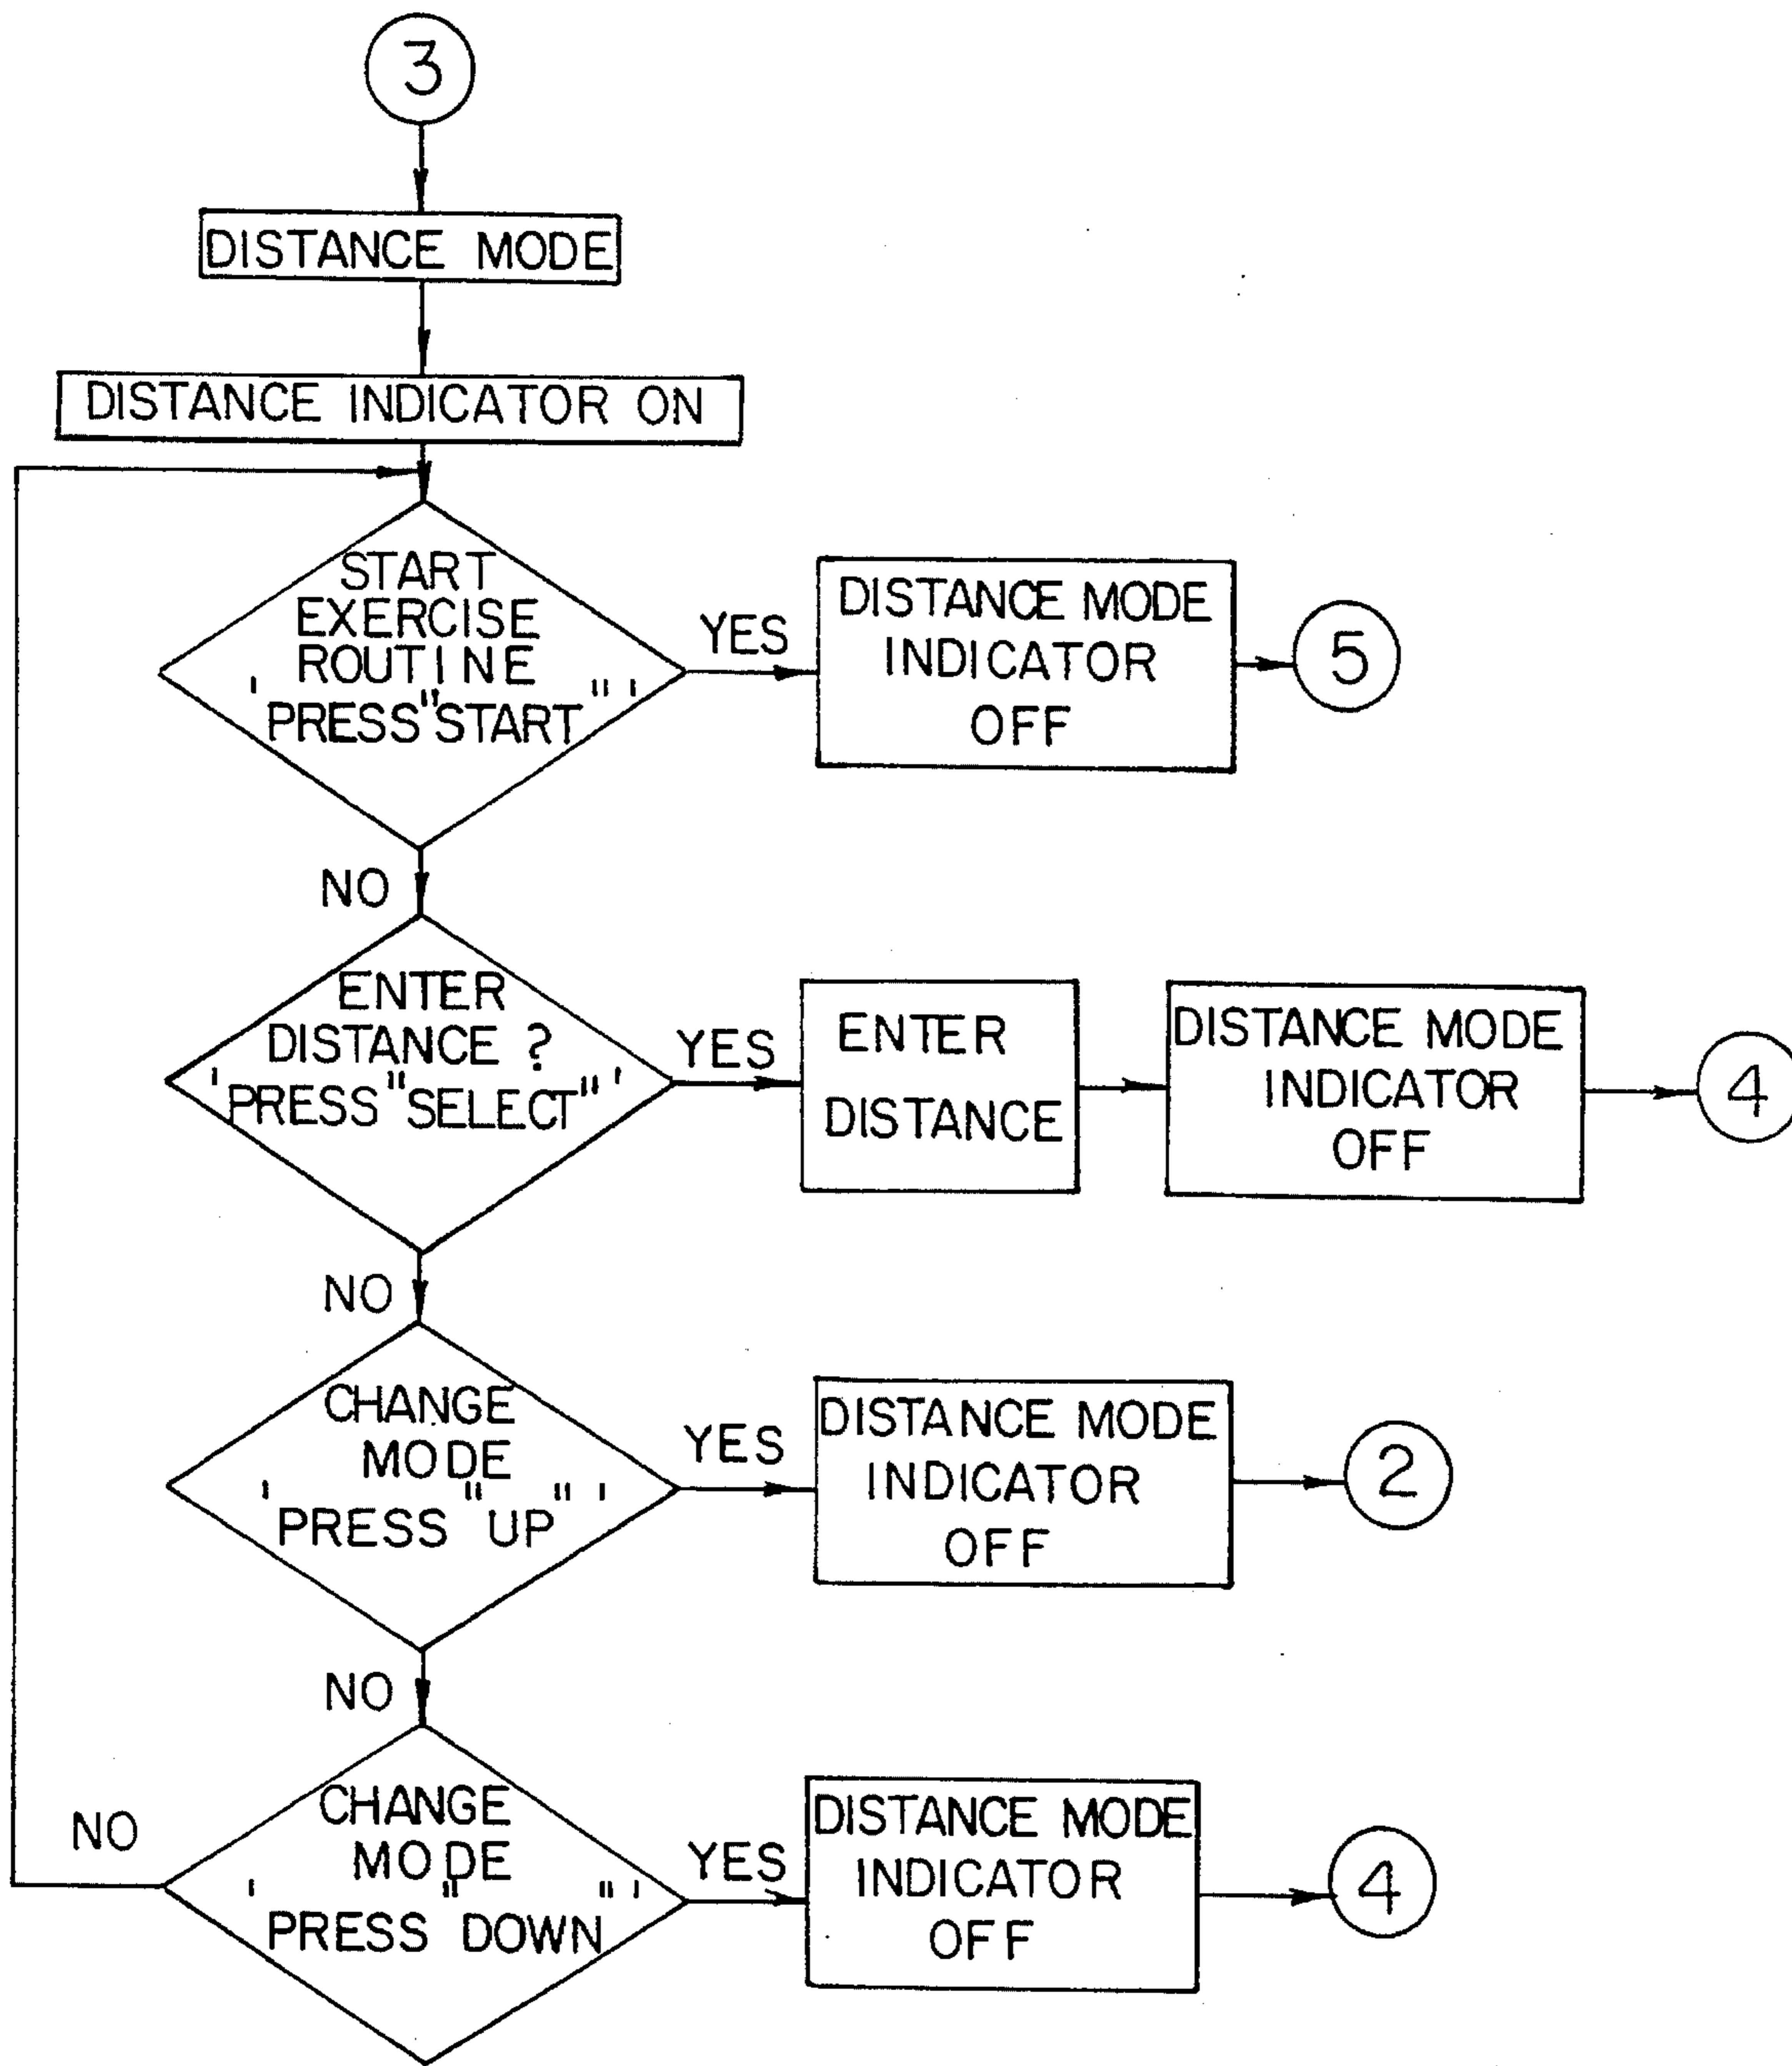 3
DISTANCE MODE
DISTANCE INDICATOR ON
START
EXERCISE
ROUTINE
'PRESS "START"'
YES
DISTANCE MODE
INDICATOR
OFF
5
NO
ENTER
DISTANCE ?
'PRESS "SELECT"'
YES
ENTER
DISTANCE
DISTANCE MODE
INDICATOR
OFF
4
NO
CHANGE
MODE
'PRESS "UP"'
YES
DISTANCE MODE
INDICATOR
OFF
2
NO
CHANGE
MODE
'PRESS "DOWN"'
NO
YES
DISTANCE MODE
INDICATOR
OFF
4